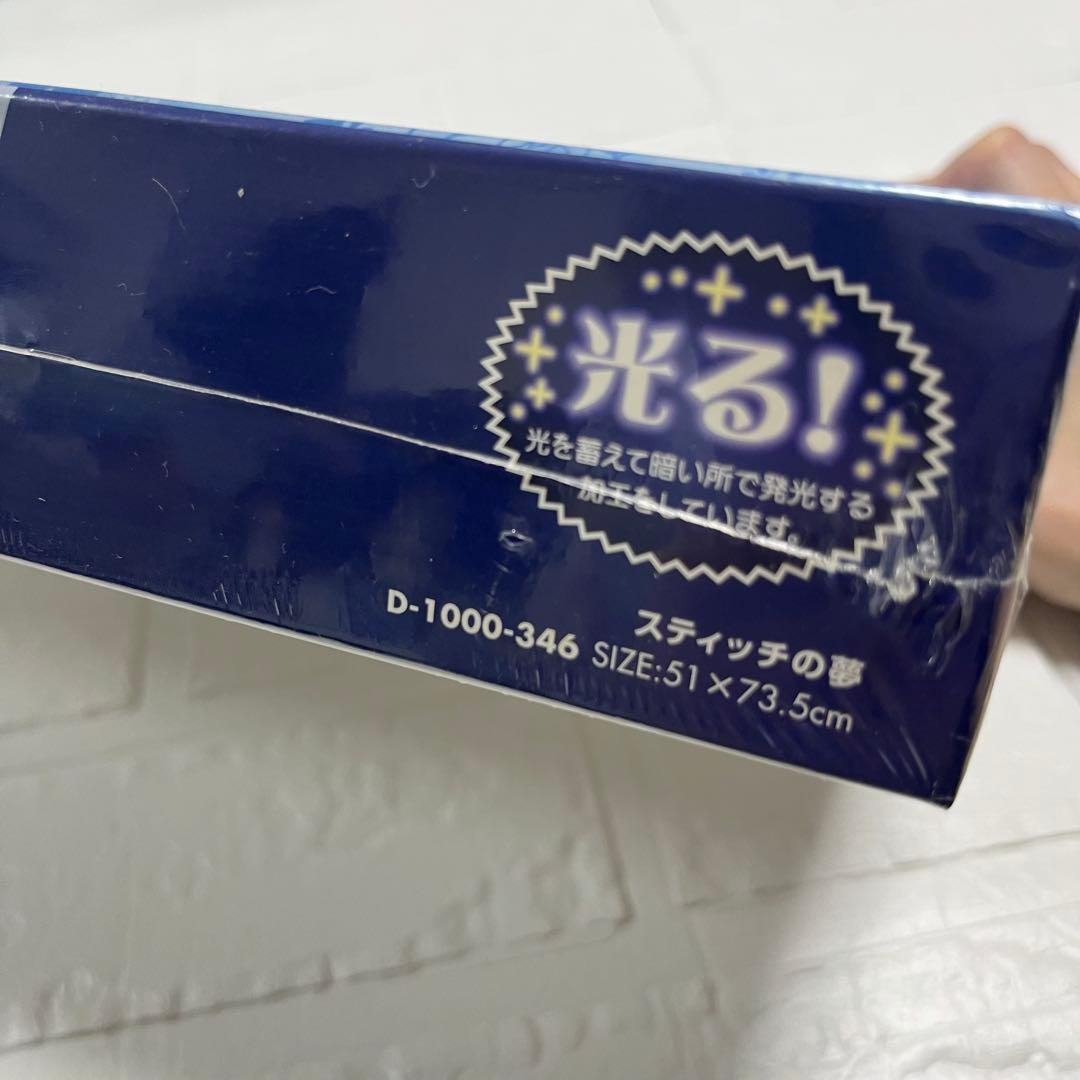 光る!
光を蓄えて暗い所で発光する
加工をしています。
スティッチの夢
D-1000-346 SIZE:51×73.5cm